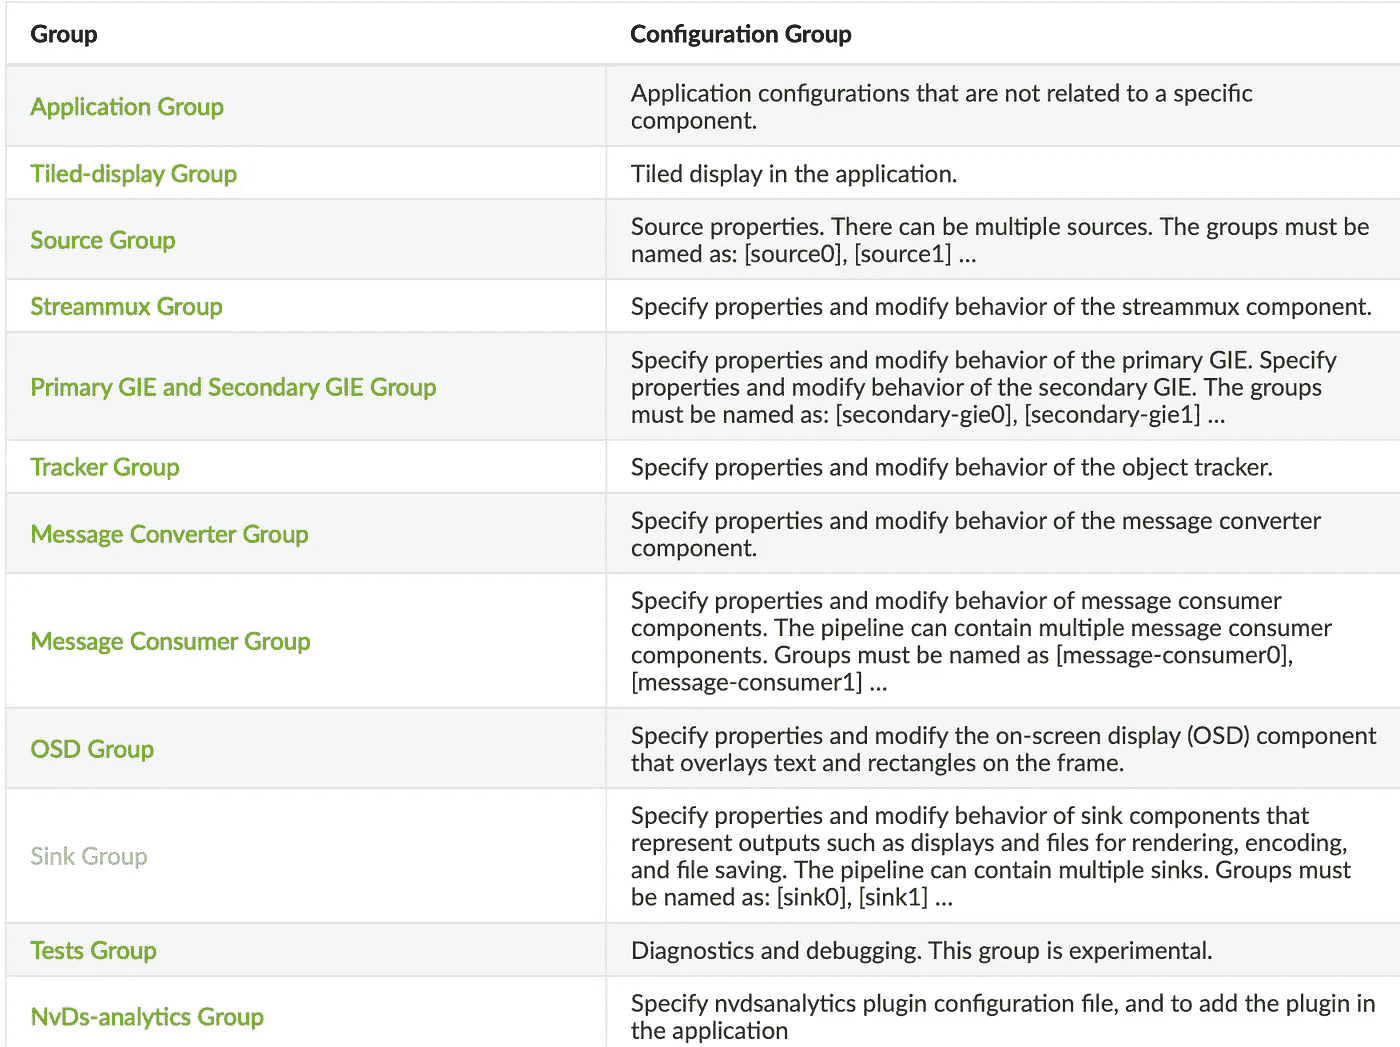 Group
Configuration Group
Application Group
Application configurations that are not related to a specific
component.
Tiled-display Group
Tiled display in the application.
Source Group
Source properties. There can be multiple sources. The groups must be
named as: [source0], [source1] ...
Streammux Group
Specify properties and modify behavior of the streammux component.
Primary GIE and Secondary GIE Group
Specify properties and modify behavior of the primary GIE. Specify
properties and modify behavior of the secondary GIE. The groups
must be named as: [secondary-gie0], [secondary-gie1] ...
Tracker Group
Specify properties and modify behavior of the object tracker.
Message Converter Group
Specify properties and modify behavior of the message converter
component.
Message Consumer Group
Specify properties and modify behavior of message consumer
components. The pipeline can contain multiple message consumer
components. Groups must be named as [message-consumer0],
[message-consumer1] ...
OSD Group
Specify properties and modify the on-screen display (OSD) component
that overlays text and rectangles on the frame.
Sink Group
Specify properties and modify behavior of sink components that
represent outputs such as displays and files for rendering, encoding,
and file saving. The pipeline can contain multiple sinks. Groups must
be named as: [sink0], [sink1] ...
Tests Group
Diagnostics and debugging. This group is experimental.
NvDs-analytics Group
Specify nvdsanalytics plugin configuration file, and to add the plugin in
the application